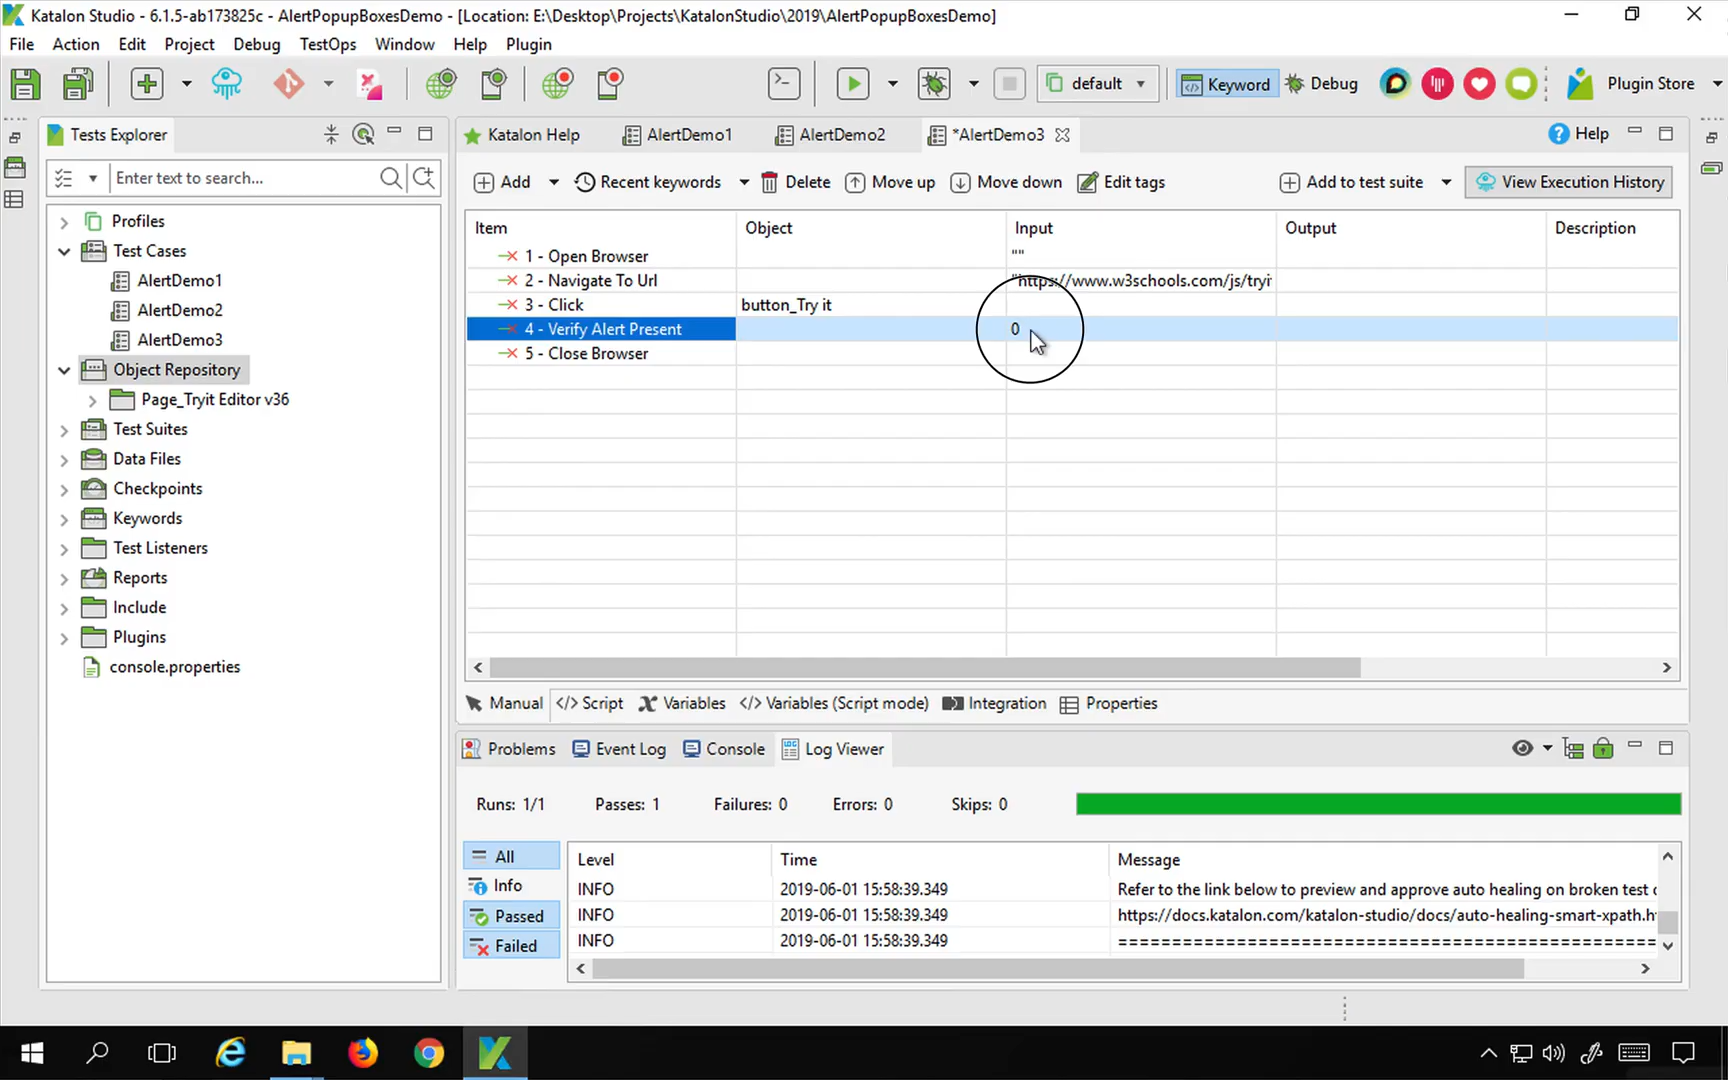 Katalon Studio - 6.1.5-ab173825c - AlertPopupBoxesDemo - [Location: E:\Desktop\Projects\KatalonStudio\2019\AlertPopupBoxesDemo]
File Action Edit Project Debug TestOps Window Help Plugin
default Keyword Debug Plugin Store
Tests Explorer
Enter text to search...
Profiles
Test Cases
AlertDemo1
AlertDemo2
AlertDemo3
Object Repository
Page_Tryit Editor v36
Test Suites
Data Files
Checkpoints
Keywords
Test Listeners
Reports
Include
Plugins
console.properties
Katalon Help AlertDemo1 AlertDemo2 *AlertDemo3 Help
Add Recent keywords Delete Move up Move down Edit tags Add to test suite View Execution History
Item Object Input Output Description
1 - Open Browser ""
2 - Navigate To Url "https://www.w3schools.com/js/tryi
3 - Click button_Try it
4 - Verify Alert Present 0
5 - Close Browser
Manual </> Script Variables </> Variables (Script mode) Integration Properties
Problems Event Log Console Log Viewer
Runs: 1/1 Passes: 1 Failures: 0 Errors: 0 Skips: 0
All
Info
Passed
Failed
Level Time Message
INFO 2019-06-01 15:58:39.349 Refer to the link below to preview and approve auto healing on broken test
INFO 2019-06-01 15:58:39.349 https://docs.katalon.com/katalon-studio/docs/auto-healing-smart-xpath.h
INFO 2019-06-01 15:58:39.349 ==================================================